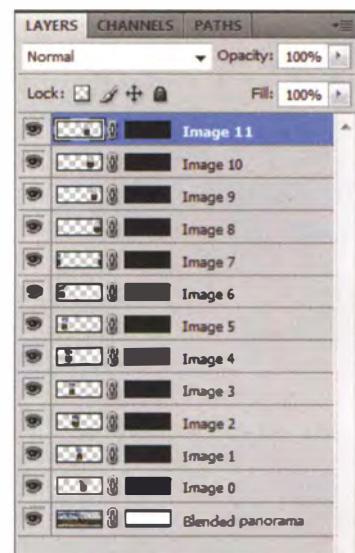 LAYERS CHANNELS PATHS
Normal Opacity: 100%
Lock: Fill: 100%
Image 11
Image 10
Image 9
Image 8
Image 7
Image 6
Image 5
Image 4
Image 3
Image 2
Image 1
Image 0
Blended panorama